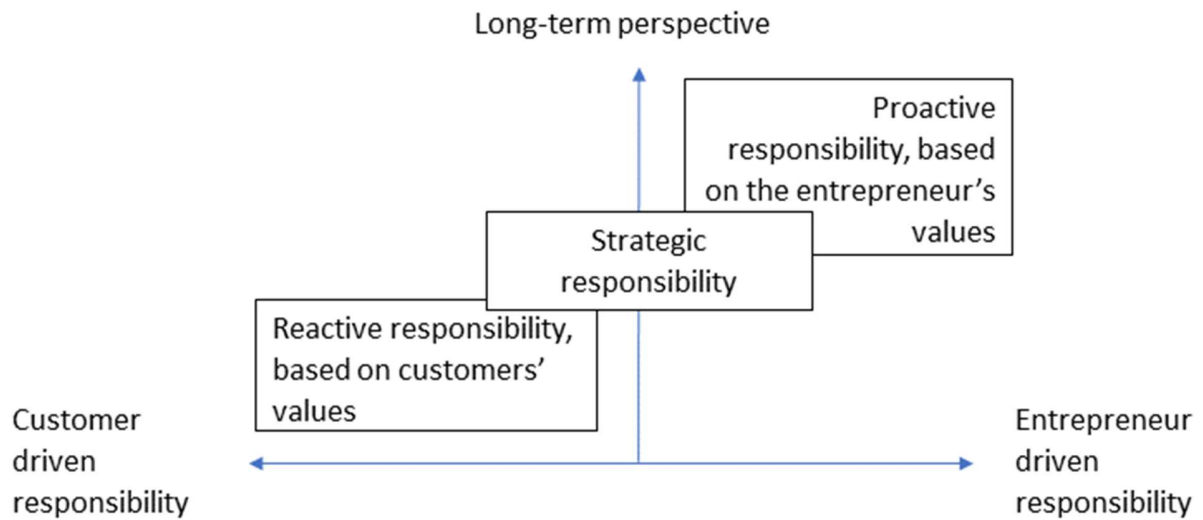 Long-term perspective
Proactive
responsibility, based
on the entrepreneur’s
values
Strategic
responsibility
Reactive responsibility,
based on customers’
values
Customer
driven
responsibility
Entrepreneur
driven
responsibility